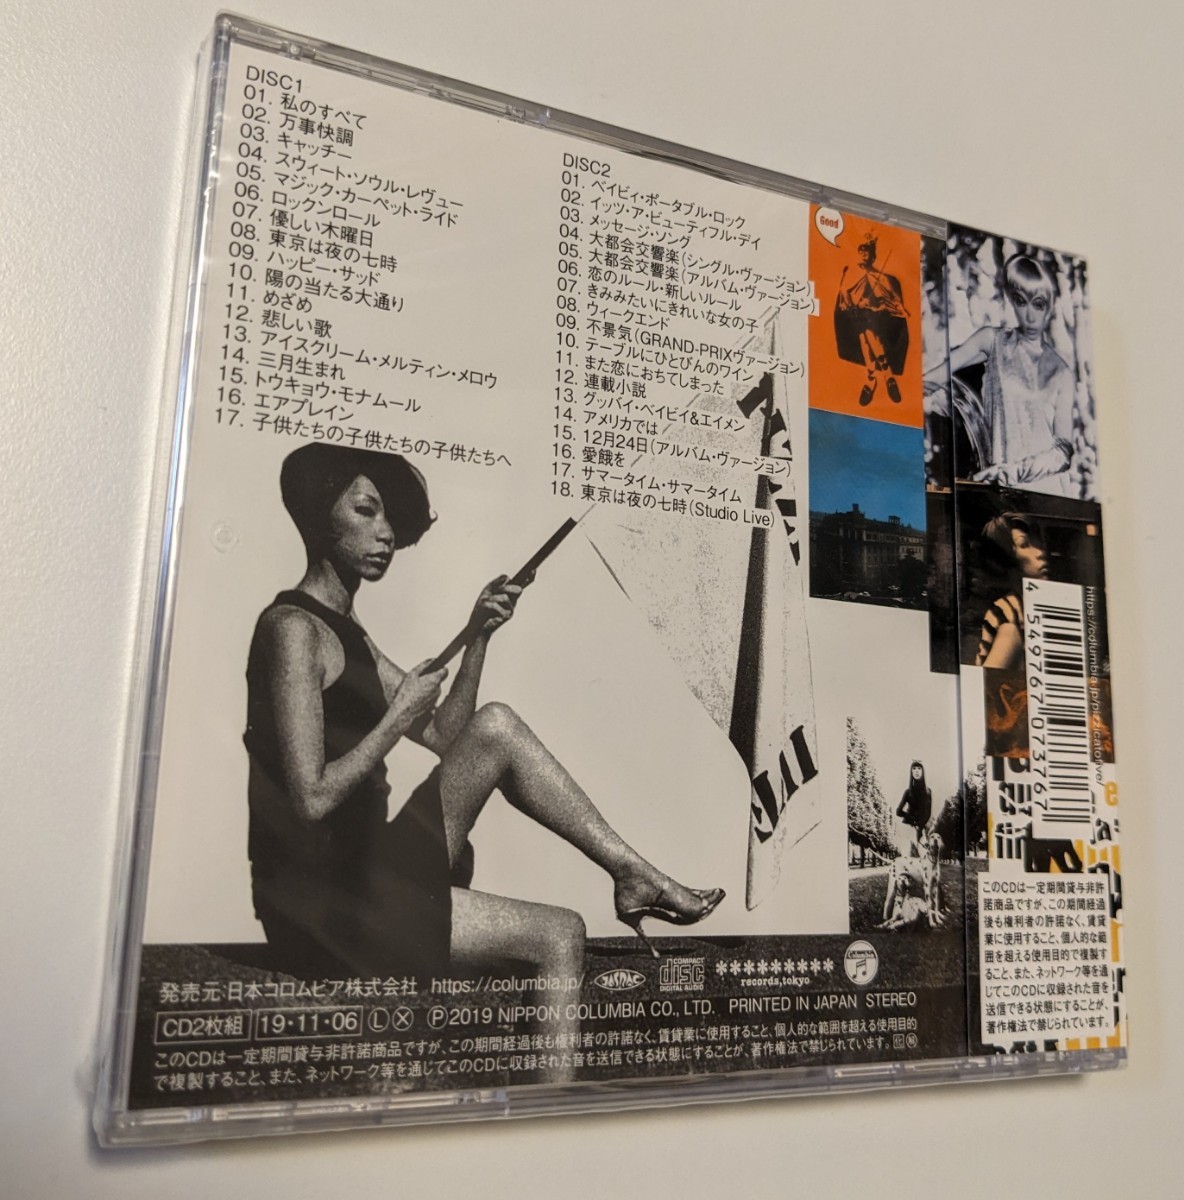 DISC1
01. 私のすべて
02. 万事快調
03. キャッチー
04. スウィート・ソウル・レヴュー
05. マジック・カーペット・ライド
06. ロックンロール
07. 優しい木曜日
08. 東京は夜の七時
09. ハッピー・サッド
10. 陽の当たる大通り
11. めざめ
12. 悲しい歌
13. アイスクリーム・メルティン・メロウ
14. 三月生まれ
15. トウキョウ・モナムール
16. エアプレイン
17. 子供たちの子供たちの子供たちへ
DISC2
01. ベイビィ・ポータブル・ロック
02. イッツ・ア・ビューティフル・デイ
03. メッセージ・ソング
04. 大都会交響楽(シングル・ヴァージョン)
05. 大都会交響楽(アルバム・ヴァージョン)
06. 恋のルール・新しいルール
07. きみみたいにきれいな女の子
08. ウィークエンド
09. 不景気(GRAND-PRIXヴァージョン)
10. テーブルにひとびんのワイン
11. また恋におちてしまった
12. 連載小説
13. グッバイ・ベイビイ&エイメン
14. アメリカでは
15. 12月24日(アルバム・ヴァージョン)
16. 愛餓を
17. サマータイム・サマータイム
18. 東京は夜の七時(Studio Live)
Good
https://columbia.jp/pizzicatofive/
4 549767 073767
このCDは一定期間貸与非許
諾商品ですが、この期間経過
後も権利者の許諾なく、賃貸
業に使用すること、個人的な範
囲を超える使用目的で複製す
ること、また、ネットワーク等を通
じてこのCDに収録された音を
送信できる状態にすることが、
著作権法で禁じられています。
発売元:日本コロムビア株式会社 https://columbia.jp/ JASRAC COMPACT disc DIGITAL AUDIO ********* records,tokyo Columbia
CD2枚組 19・11・06 Ⓛ Ⓧ ℗2019 NIPPON COLUMBIA CO., LTD. PRINTED IN JAPAN STEREO
このCDは一定期間貸与非許諾商品ですが、この期間経過後も権利者の許諾なく、賃貸業に使用すること、個人的な範囲を超える使用目的
で複製すること、また、ネットワーク等を通じてこのCDに収録された音を送信できる状態にすることが、著作権法で禁じられています。